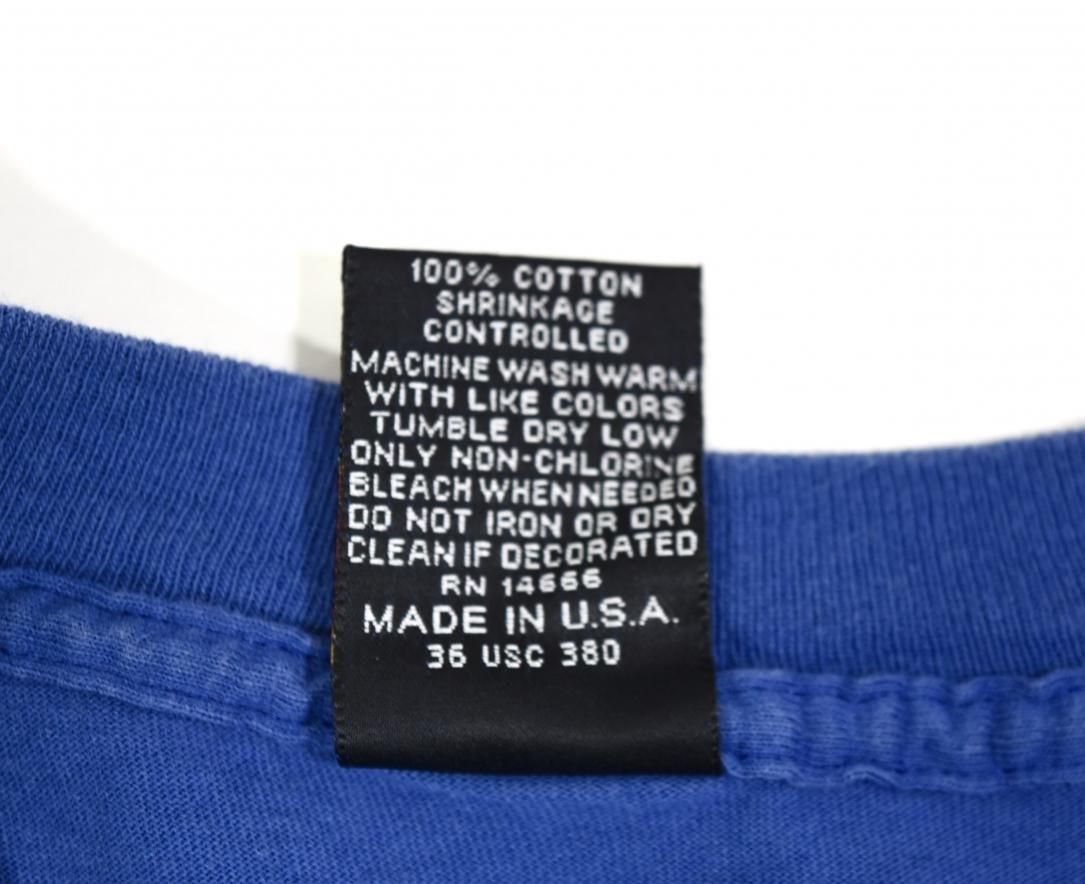 100% COTTON
SHRINKAGE
CONTROLLED
MACHINE WASH WARM
WITH LIKE COLORS
TUMBLE DRY LOW
ONLY NON-CHLORINE
BLEACH WHEN NEEDED
DO NOT IRON OR DRY
CLEAN IF DECORATED
RN 14666
MADE IN U.S.A.
36 USC 380